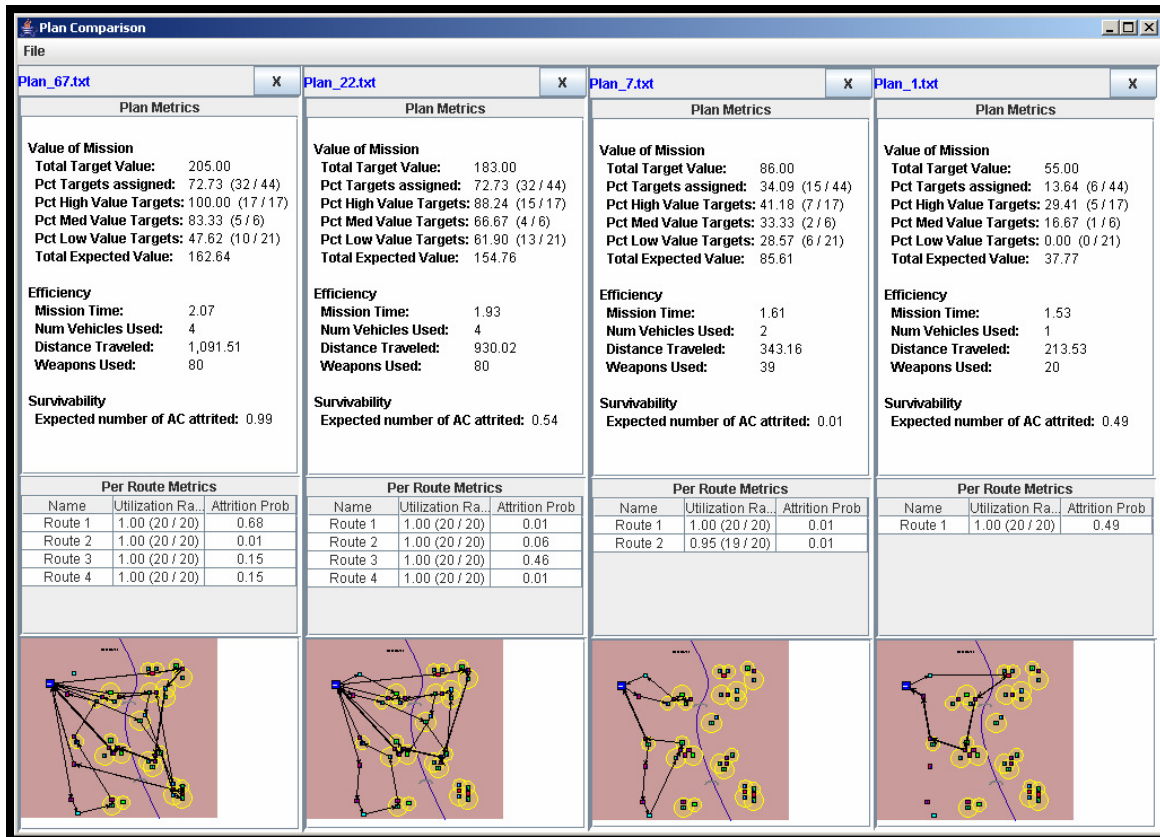 Plan Comparison
File
Plan_67.txt X
Plan Metrics
Value of Mission
Total Target Value: 205.00
Pct Targets assigned: 72.73 (32 / 44)
Pct High Value Targets: 100.00 (17 / 17)
Pct Med Value Targets: 83.33 (5 / 6)
Pct Low Value Targets: 47.62 (10 / 21)
Total Expected Value: 162.64
Efficiency
Mission Time: 2.07
Num Vehicles Used: 4
Distance Traveled: 1,091.51
Weapons Used: 80
Survivability
Expected number of AC attrited: 0.99
Per Route Metrics
Name Utilization Ra... Attrition Prob
Route 1 1.00 (20 / 20) 0.68
Route 2 1.00 (20 / 20) 0.01
Route 3 1.00 (20 / 20) 0.15
Route 4 1.00 (20 / 20) 0.15
Plan_22.txt X
Plan Metrics
Value of Mission
Total Target Value: 183.00
Pct Targets assigned: 72.73 (32 / 44)
Pct High Value Targets: 88.24 (15 / 17)
Pct Med Value Targets: 66.67 (4 / 6)
Pct Low Value Targets: 61.90 (13 / 21)
Total Expected Value: 154.76
Efficiency
Mission Time: 1.93
Num Vehicles Used: 4
Distance Traveled: 930.02
Weapons Used: 80
Survivability
Expected number of AC attrited: 0.54
Per Route Metrics
Name Utilization Ra... Attrition Prob
Route 1 1.00 (20 / 20) 0.01
Route 2 1.00 (20 / 20) 0.06
Route 3 1.00 (20 / 20) 0.46
Route 4 1.00 (20 / 20) 0.01
Plan_7.txt X
Plan Metrics
Value of Mission
Total Target Value: 86.00
Pct Targets assigned: 34.09 (15 / 44)
Pct High Value Targets: 41.18 (7 / 17)
Pct Med Value Targets: 33.33 (2 / 6)
Pct Low Value Targets: 28.57 (6 / 21)
Total Expected Value: 85.61
Efficiency
Mission Time: 1.61
Num Vehicles Used: 2
Distance Traveled: 343.16
Weapons Used: 39
Survivability
Expected number of AC attrited: 0.01
Per Route Metrics
Name Utilization Ra... Attrition Prob
Route 1 1.00 (20 / 20) 0.01
Route 2 0.95 (19 / 20) 0.01
Plan_1.txt X
Plan Metrics
Value of Mission
Total Target Value: 55.00
Pct Targets assigned: 13.64 (6 / 44)
Pct High Value Targets: 29.41 (5 / 17)
Pct Med Value Targets: 16.67 (1 / 6)
Pct Low Value Targets: 0.00 (0 / 21)
Total Expected Value: 37.77
Efficiency
Mission Time: 1.53
Num Vehicles Used: 1
Distance Traveled: 213.53
Weapons Used: 20
Survivability
Expected number of AC attrited: 0.49
Per Route Metrics
Name Utilization Ra... Attrition Prob
Route 1 1.00 (20 / 20) 0.49